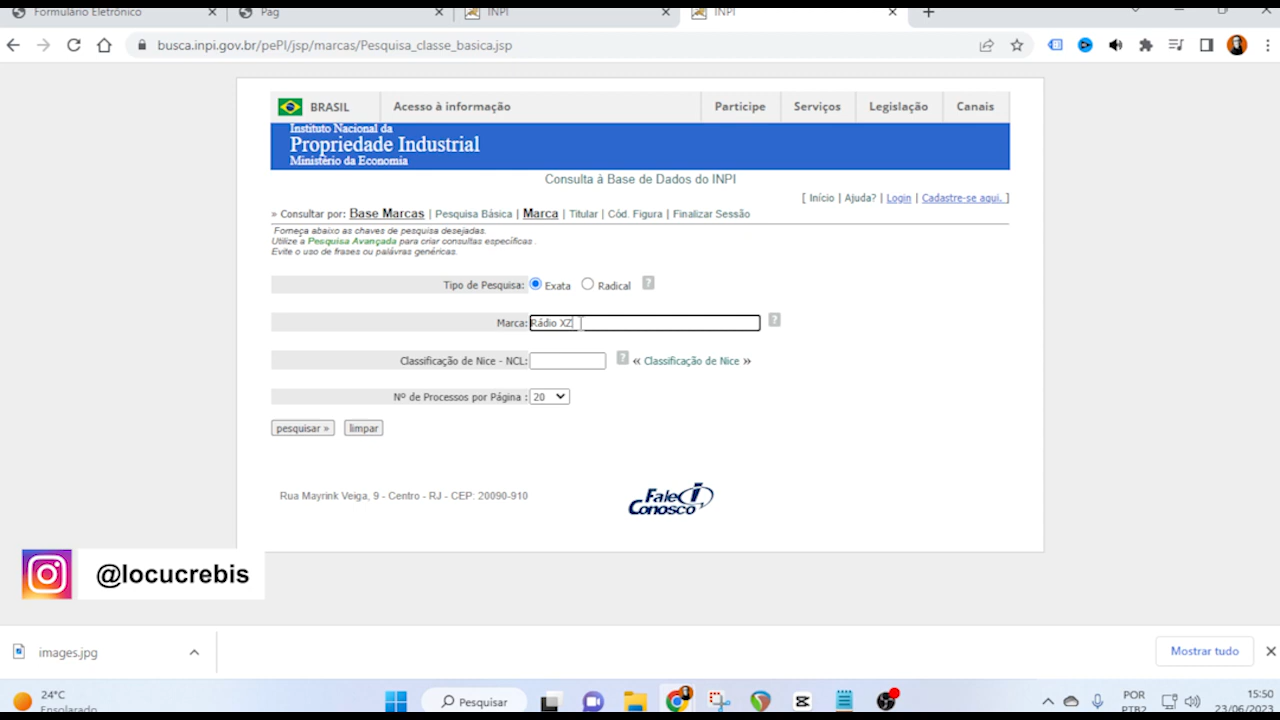 Formulário Eletrônico
Pag
INPI
INPI
busca.inpi.gov.br/pePI/jsp/marcas/Pesquisa_classe_basica.jsp
BRASIL
Acesso à informação
Participe
Serviços
Legislação
Canais
Instituto Nacional da
Propriedade Industrial
Ministério da Economia
Consulta à Base de Dados do INPI
[ Início | Ajuda? | Login | Cadastre-se aqui. ]
» Consultar por: Base Marcas | Pesquisa Básica | Marca | Titular | Cód. Figura | Finalizar Sessão
Forneça abaixo as chaves de pesquisa desejadas.
Utilize a Pesquisa Avançada para criar consultas específicas .
Evite o uso de frases ou palavras genéricas.
Tipo de Pesquisa: Exata Radical ?
Marca: Rádio XZ ?
Classificação de Nice - NCL: ? « Classificação de Nice »
Nº de Processos por Página : 20
pesquisar » limpar
Rua Mayrink Veiga, 9 - Centro - RJ - CEP: 20090-910
Fale Conosco
@locucrebis
images.jpg
Mostrar tudo
24°C
Ensolarado
Pesquisar
POR
PTB2
15:50
23/06/2023